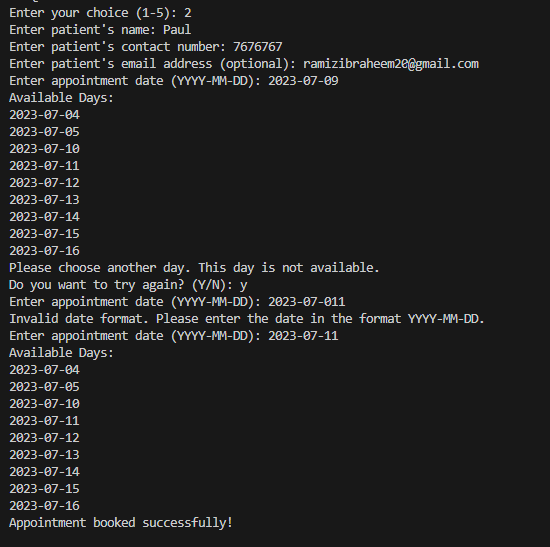 Enter your choice (1-5): 2
Enter patient's name: Paul
Enter patient's contact number: 7676767
Enter patient's email address (optional): ramizibraheem20@gmail.com
Enter appointment date (YYYY-MM-DD): 2023-07-09
Available Days:
2023-07-04
2023-07-05
2023-07-10
2023-07-11
2023-07-12
2023-07-13
2023-07-14
2023-07-15
2023-07-16
Please choose another day. This day is not available.
Do you want to try again? (Y/N): y
Enter appointment date (YYYY-MM-DD): 2023-07-011
Invalid date format. Please enter the date in the format YYYY-MM-DD.
Enter appointment date (YYYY-MM-DD): 2023-07-11
Available Days:
2023-07-04
2023-07-05
2023-07-10
2023-07-11
2023-07-12
2023-07-13
2023-07-14
2023-07-15
2023-07-16
Appointment booked successfully!